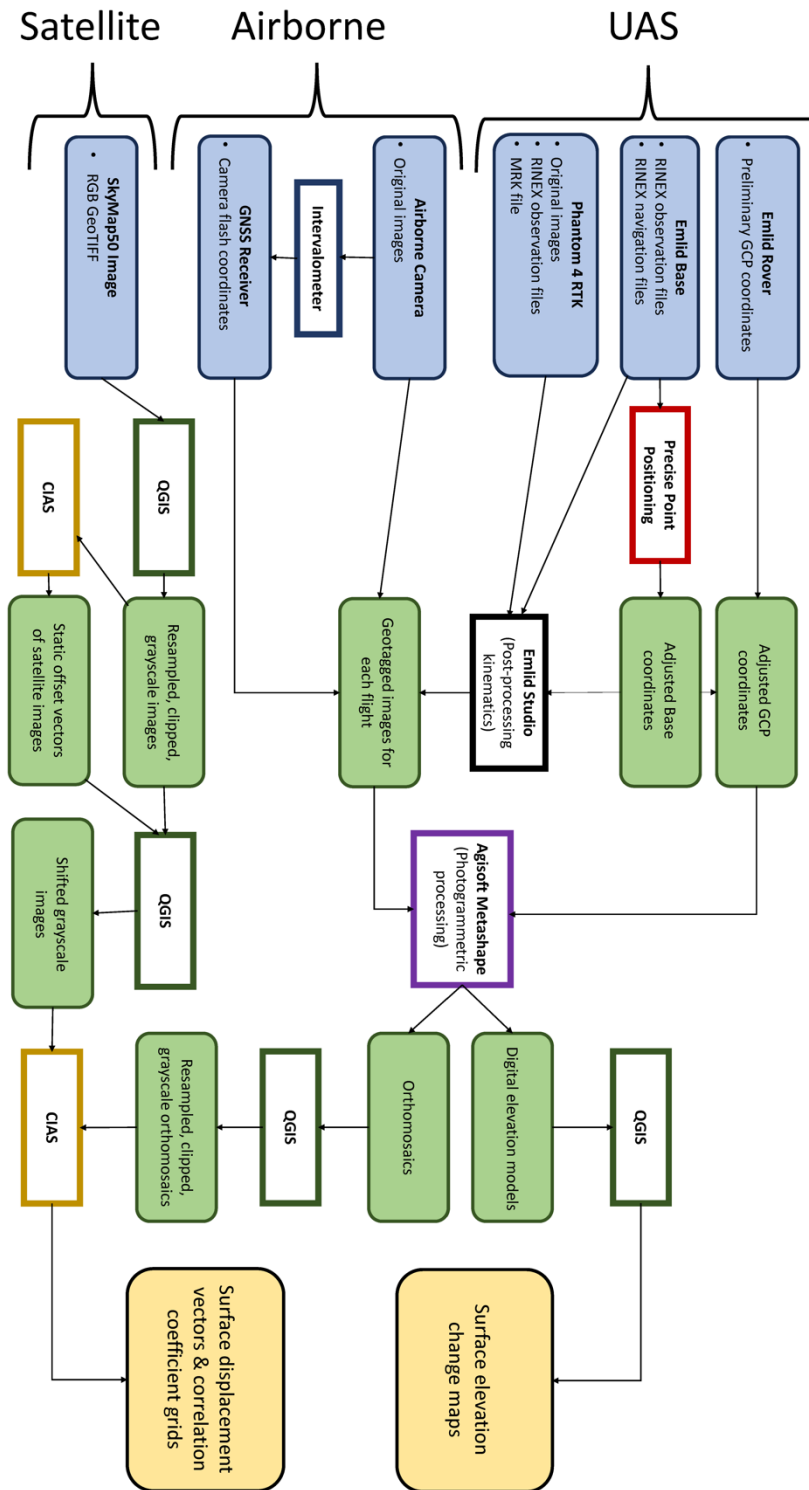 Satellite
Airborne
UAS
Emlid Rover
• Preliminary GCP coordinates
Emlid Base
• RINEX observation files
• RINEX navigation files
Phantom 4 RTK
• Original images
• RINEX observation files
• MRK file
Airborne Camera
• Original images
Intervalometer
GNSS Receiver
• Camera flash coordinates
SkyMap50 Image
• RGB GeoTIFF
Precise Point
Positioning
QGIS
CIAS
Adjusted GCP
coordinates
Adjusted Base
coordinates
Emlid Studio
(Post-processing
kinematics)
Geotagged images for
each flight
Resampled, clipped,
grayscale images
Static offset vectors
of satellite images
Agisoft Metashape
(Photogrammetric
processing)
QGIS
Shifted grayscale
images
QGIS
Digital elevation models
Orthomosaics
QGIS
Resampled, clipped,
grayscale orthomosaics
CIAS
Surface elevation
change maps
Surface displacement
vectors & correlation
coefficient grids